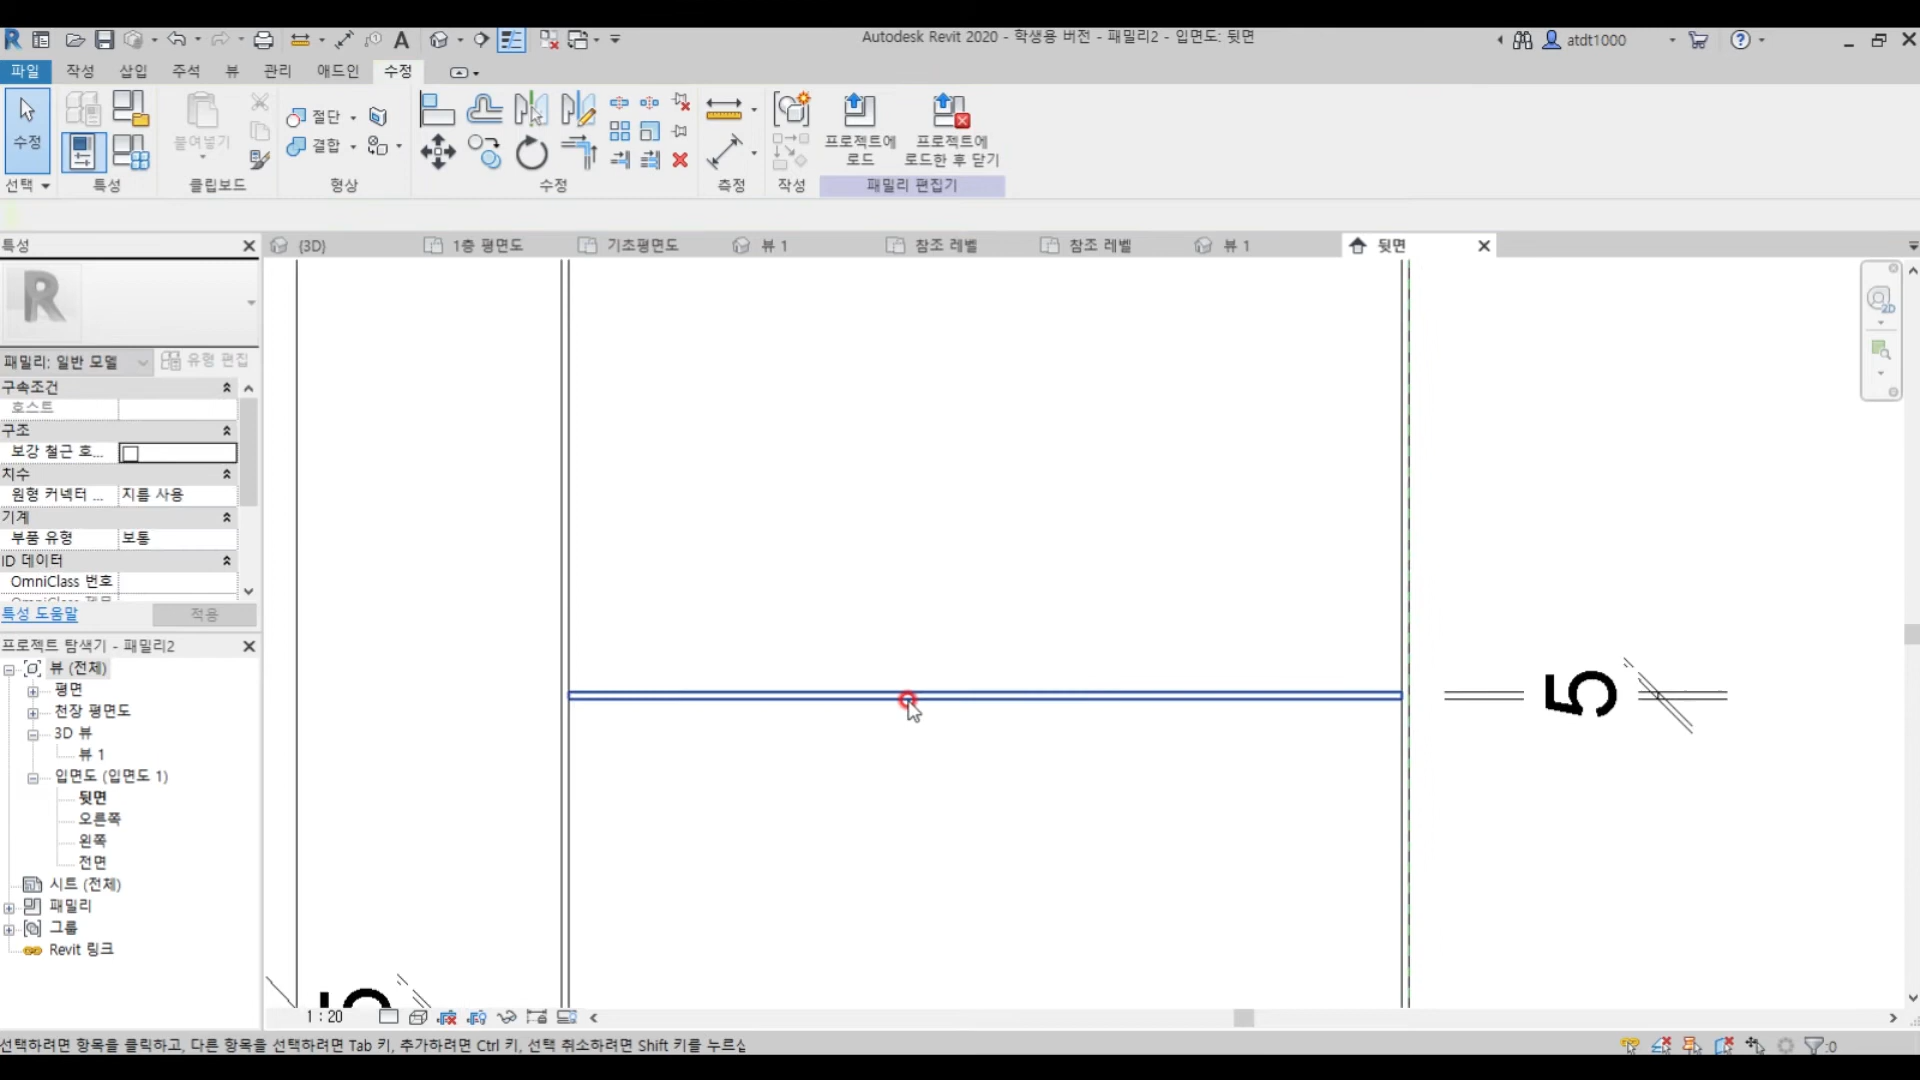 Autodesk Revit 2020 - 학생용 버전 - 패밀리2 - 입면도: 뒷면
atdt1000
파일 작성 삽입 주석 뷰 관리 애드인 수정
수정
붙여넣기
절단
결합
프로젝트에
로드
프로젝트에
로드한 후 닫기
선택 특성 클립보드 형상 수정 측정 작성 패밀리 편집기
특성
{3D} 1층 평면도 기초평면도 뷰 1 참조 레벨 참조 레벨 뷰 1 뒷면
R
2D
패밀리: 일반 모델 유형 편집
구속조건
호스트
구조
보강 철근 호...
치수
원형 커넥터 ... 지름 사용
기계
부품 유형 보통
ID 데이터
OmniClass 번호
특성 도움말 적용
프로젝트 탐색기 - 패밀리2
뷰 (전체)
평면
천장 평면도
3D 뷰
뷰 1
입면도 (입면도 1)
뒷면
오른쪽
왼쪽
전면
시트 (전체)
패밀리
그룹
Revit 링크
5
1 : 20
선택하려면 항목을 클릭하고, 다른 항목을 선택하려면 Tab 키, 추가하려면 Ctrl 키, 선택 취소하려면 Shift 키를 누르십
:0